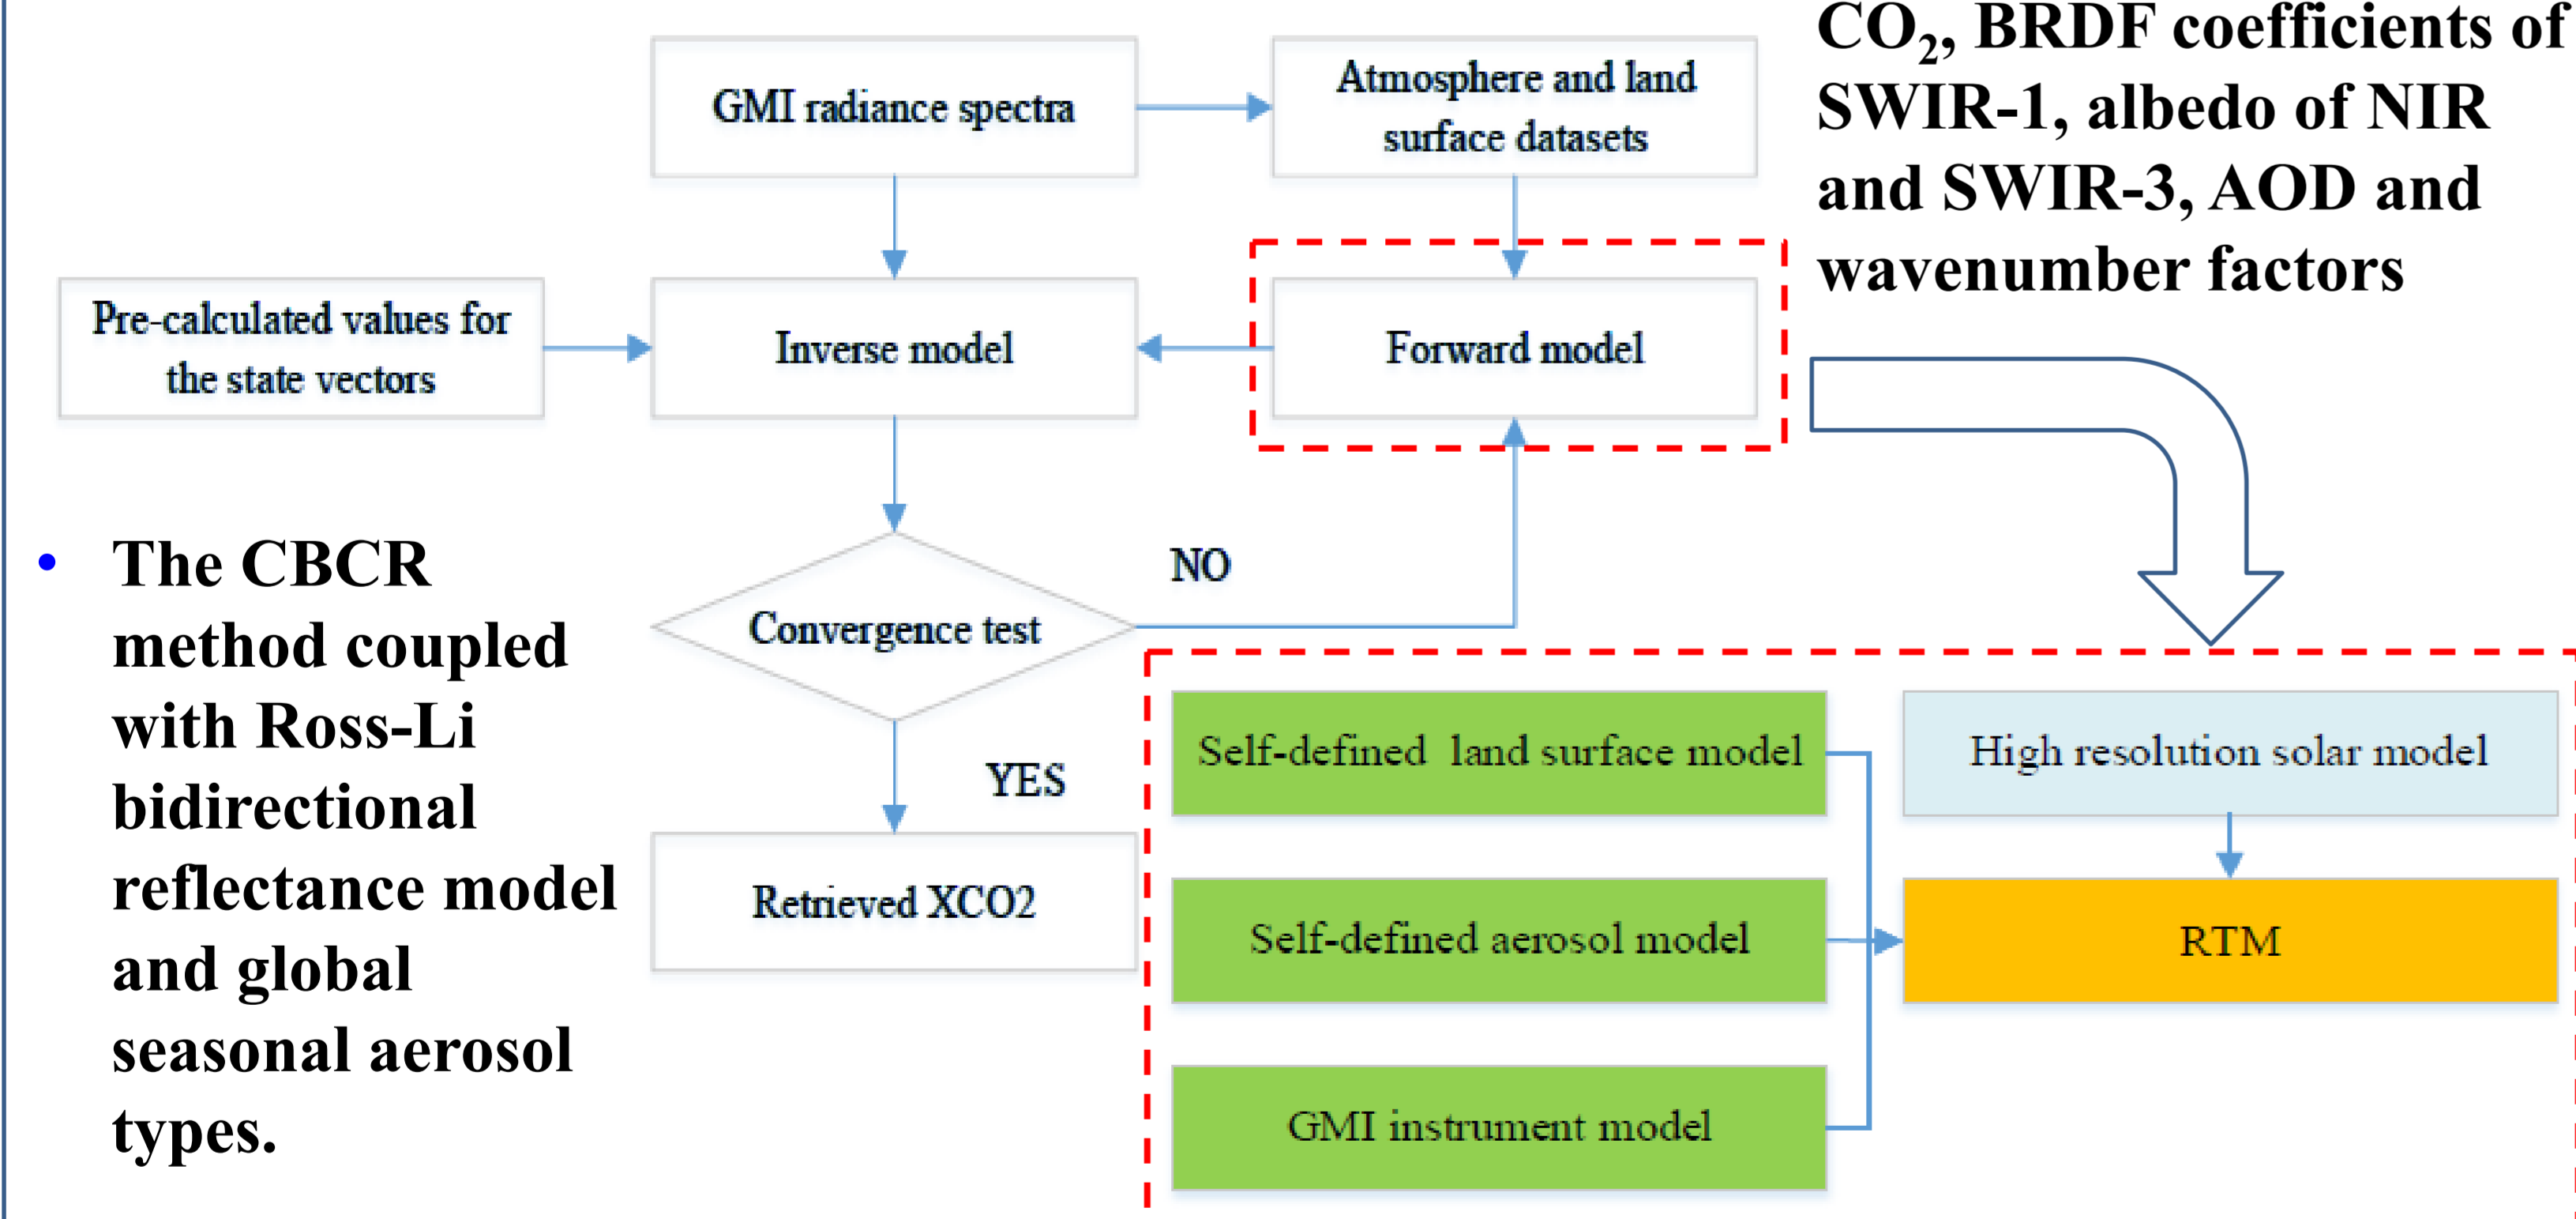 CO₂, BRDF coefficients of
SWIR-1, albedo of NIR
and SWIR-3, AOD and
wavenumber factors
GMI radiance spectra
Atmosphere and land
surface datasets
Pre-calculated values for
the state vectors
Inverse model
Forward model
• The CBCR
method coupled
with Ross-Li
bidirectional
reflectance model
and global
seasonal aerosol
types.
Convergence test
NO
YES
Retrieved XCO2
Self-defined land surface model
High resolution solar model
Self-defined aerosol model
RTM
GMI instrument model